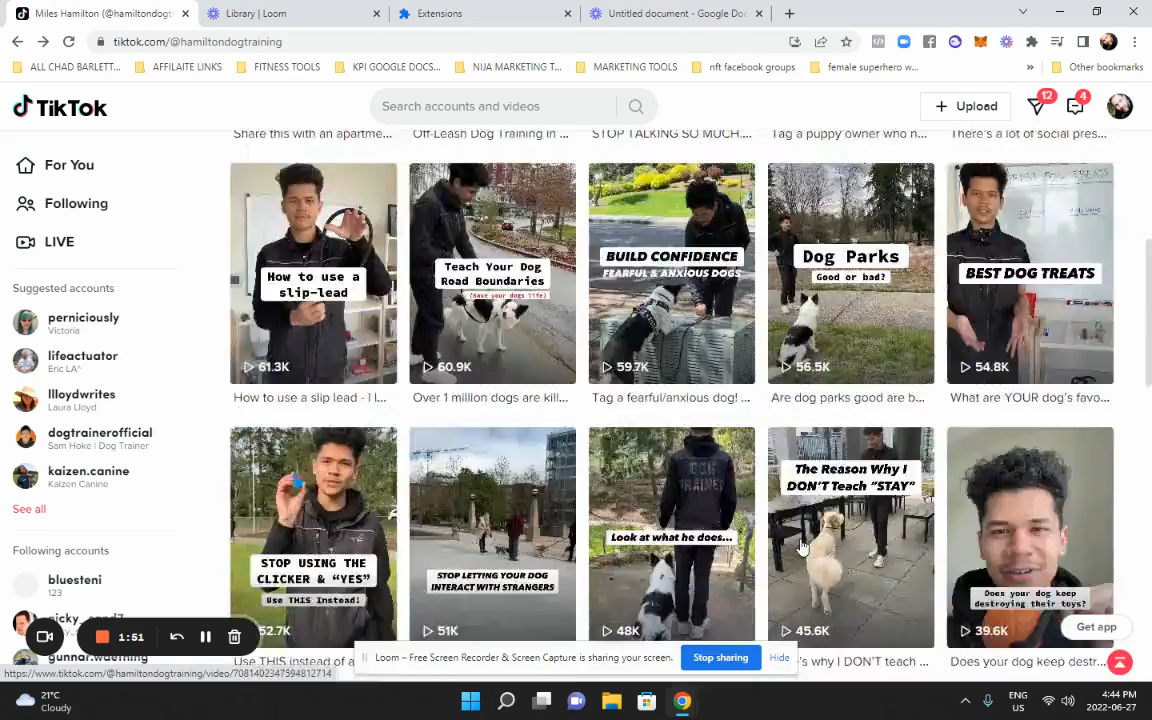 Miles Hamilton (@hamiltondogt
Library | Loom
Extensions
Untitled document - Google Doc
tiktok.com/@hamiltondogtraining
ALL CHAD BARLETT...
AFFILAITE LINKS
FITNESS TOOLS
KPI GOOGLE DOCS...
NIJA MARKETING T...
MARKETING TOOLS
nft facebook groups
female superhero w...
»
Other bookmarks
TikTok
Search accounts and videos
+ Upload
12
4
Share this with an apartme...
Off-Leash Dog Training in ...
STOP TALKING SO MUCH....
Tag a puppy owner who n...
There's a lot of social pres...
For You
Following
LIVE
Suggested accounts
perniciously
Victoria
lifeactuator
Eric LA^
llloydwrites
Laura Lloyd
dogtrainerofficial
Sam Hoke | Dog Trainer
kaizen.canine
Kaizen Canine
See all
Following accounts
bluesteni
123
How to use a
slip-lead
61.3K
How to use a slip lead - I l...
Teach Your Dog
Road Boundaries
(Save your dogs life)
60.9K
Over 1 million dogs are kill...
BUILD CONFIDENCE
FEARFUL & ANXIOUS DOGS
59.7K
Tag a fearful/anxious dog! ...
Dog Parks
Good or bad?
56.5K
Are dog parks good are b...
BEST DOG TREATS
54.8K
What are YOUR dog's favo...
STOP USING THE
CLICKER & "YES"
Use THIS Instead!
52.7K
Use THIS instead of a
STOP LETTING YOUR DOG
INTERACT WITH STRANGERS
51K
DOG
TRAINER
Look at what he does...
48K
The Reason Why I
DON'T Teach "STAY"
45.6K
's why I DON'T teach ...
Does your dog keep
destroying their toys?
39.6K
Does your dog keep destr...
Get app
1:51
Loom – Free Screen Recorder & Screen Capture is sharing your screen.
Stop sharing
Hide
https://www.tiktok.com/@hamiltondogtraining/video/7081402347594812714
21°C
Cloudy
ENG
US
4:44 PM
2022-06-27